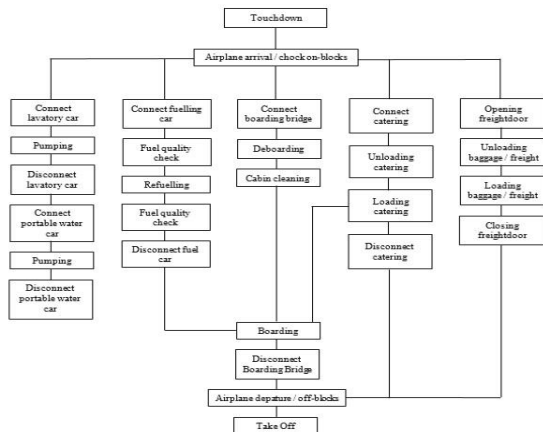 Touchdown
Airplane arrival / chock on-blocks
Connect
lavatory car
Pumping
Disconnect
lavatory car
Connect
portable water
car
Pumping
Disconnect
portable water car
Connect fuelling
car
Fuel quality
check
Refuelling
Fuel quality
check
Disconnect fuel
car
Connect
boarding bridge
Deboarding
Cabin cleaning
Connect
catering
Unloading
catering
Loading
catering
Disconnect
catering
Opening
freightdoor
Unloading
baggage / freight
Loading
baggage / freight
Closing
freightdoor
Boarding
Disconnect
Boarding Bridge
Airplane depature / off-blocks
Take Off